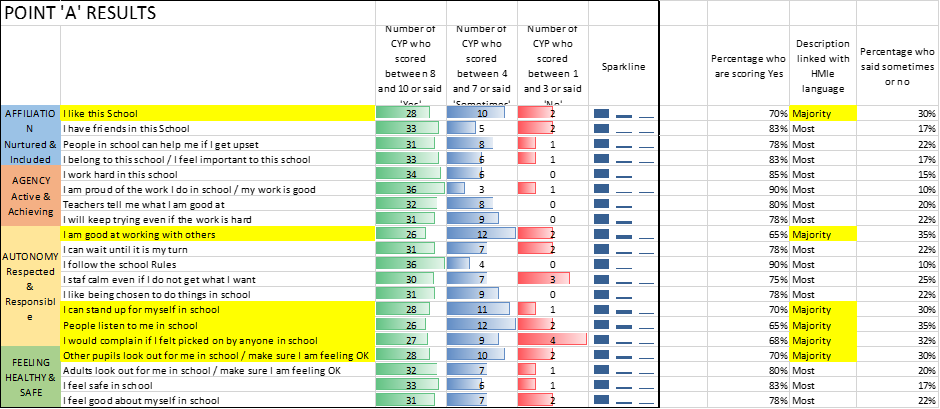 POINT 'A' RESULTS
Number of CYP who scored between 8 and 10 or said 'Yes' Number of CYP who scored between 4 and 7 or said 'Sometimes' Number of CYP who scored between 1 and 3 or said 'No' Sparkline Percentage who are scoring Yes Description linked with HMIe language Percentage who said sometimes or no
AFFILIATION Nurtured & Included
I like this School 28 10 2 70% Majority 30%
I have friends in this School 33 5 2 83% Most 17%
People in school can help me if I get upset 31 8 1 78% Most 22%
I belong to this school / I feel important to this school 33 6 1 83% Most 17%
AGENCY Active & Achieving
I work hard in this school 34 6 0 85% Most 15%
I am proud of the work I do in school / my work is good 36 3 1 90% Most 10%
Teachers tell me what I am good at 32 8 0 80% Most 20%
I will keep trying even if the work is hard 31 9 0 78% Most 22%
AUTONOMY Respected & Responsible
I am good at working with others 26 12 2 65% Majority 35%
I can wait until it is my turn 31 7 2 78% Most 22%
I follow the school Rules 36 4 0 90% Most 10%
I staf calm even if I do not get what I want 30 7 3 75% Most 25%
I like being chosen to do things in school 31 9 0 78% Most 22%
I can stand up for myself in school 28 11 1 70% Majority 30%
People listen to me in school 26 12 2 65% Majority 35%
I would complain if I felt picked on by anyone in school 27 9 4 68% Majority 32%
FEELING HEALTHY & SAFE
Other pupils look out for me in school / make sure I am feeling OK 28 10 2 70% Majority 30%
Adults look out for me in school / make sure I am feeling OK 32 7 1 80% Most 20%
I feel safe in school 33 6 1 83% Most 17%
I feel good about myself in school 31 7 2 78% Most 22%